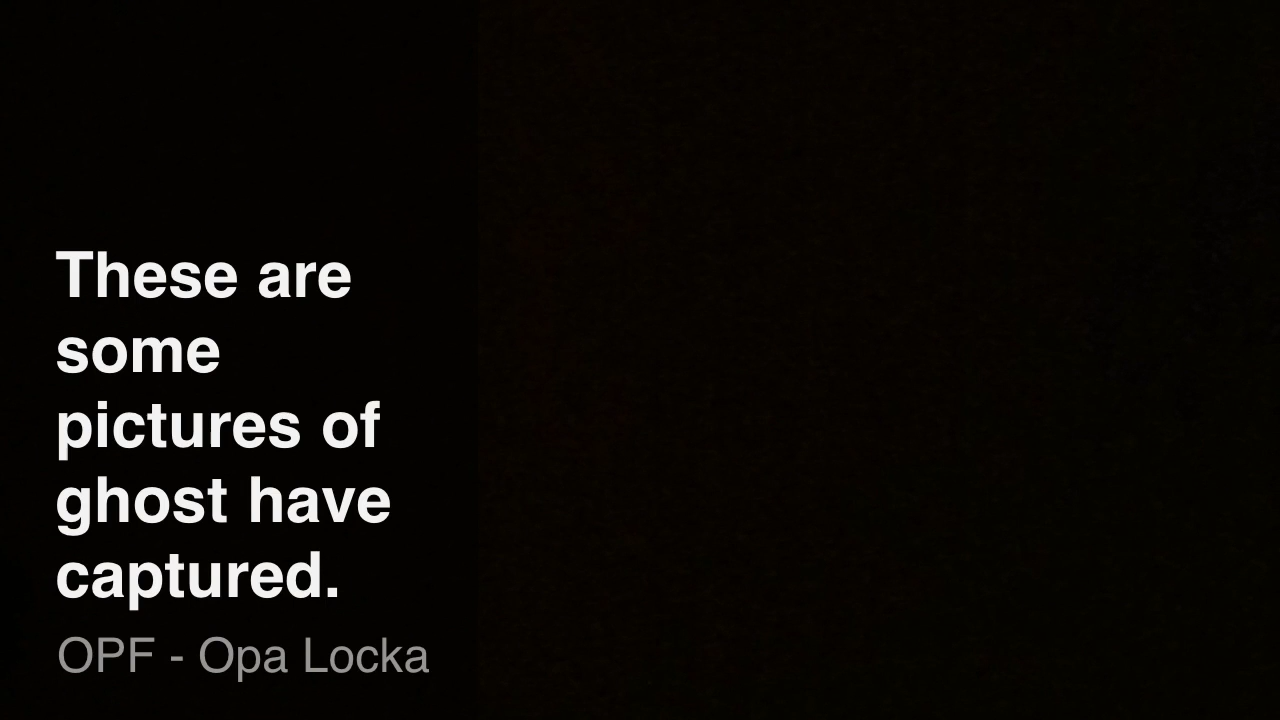 These are
some
pictures of
ghost have
captured.
OPF - Opa Locka